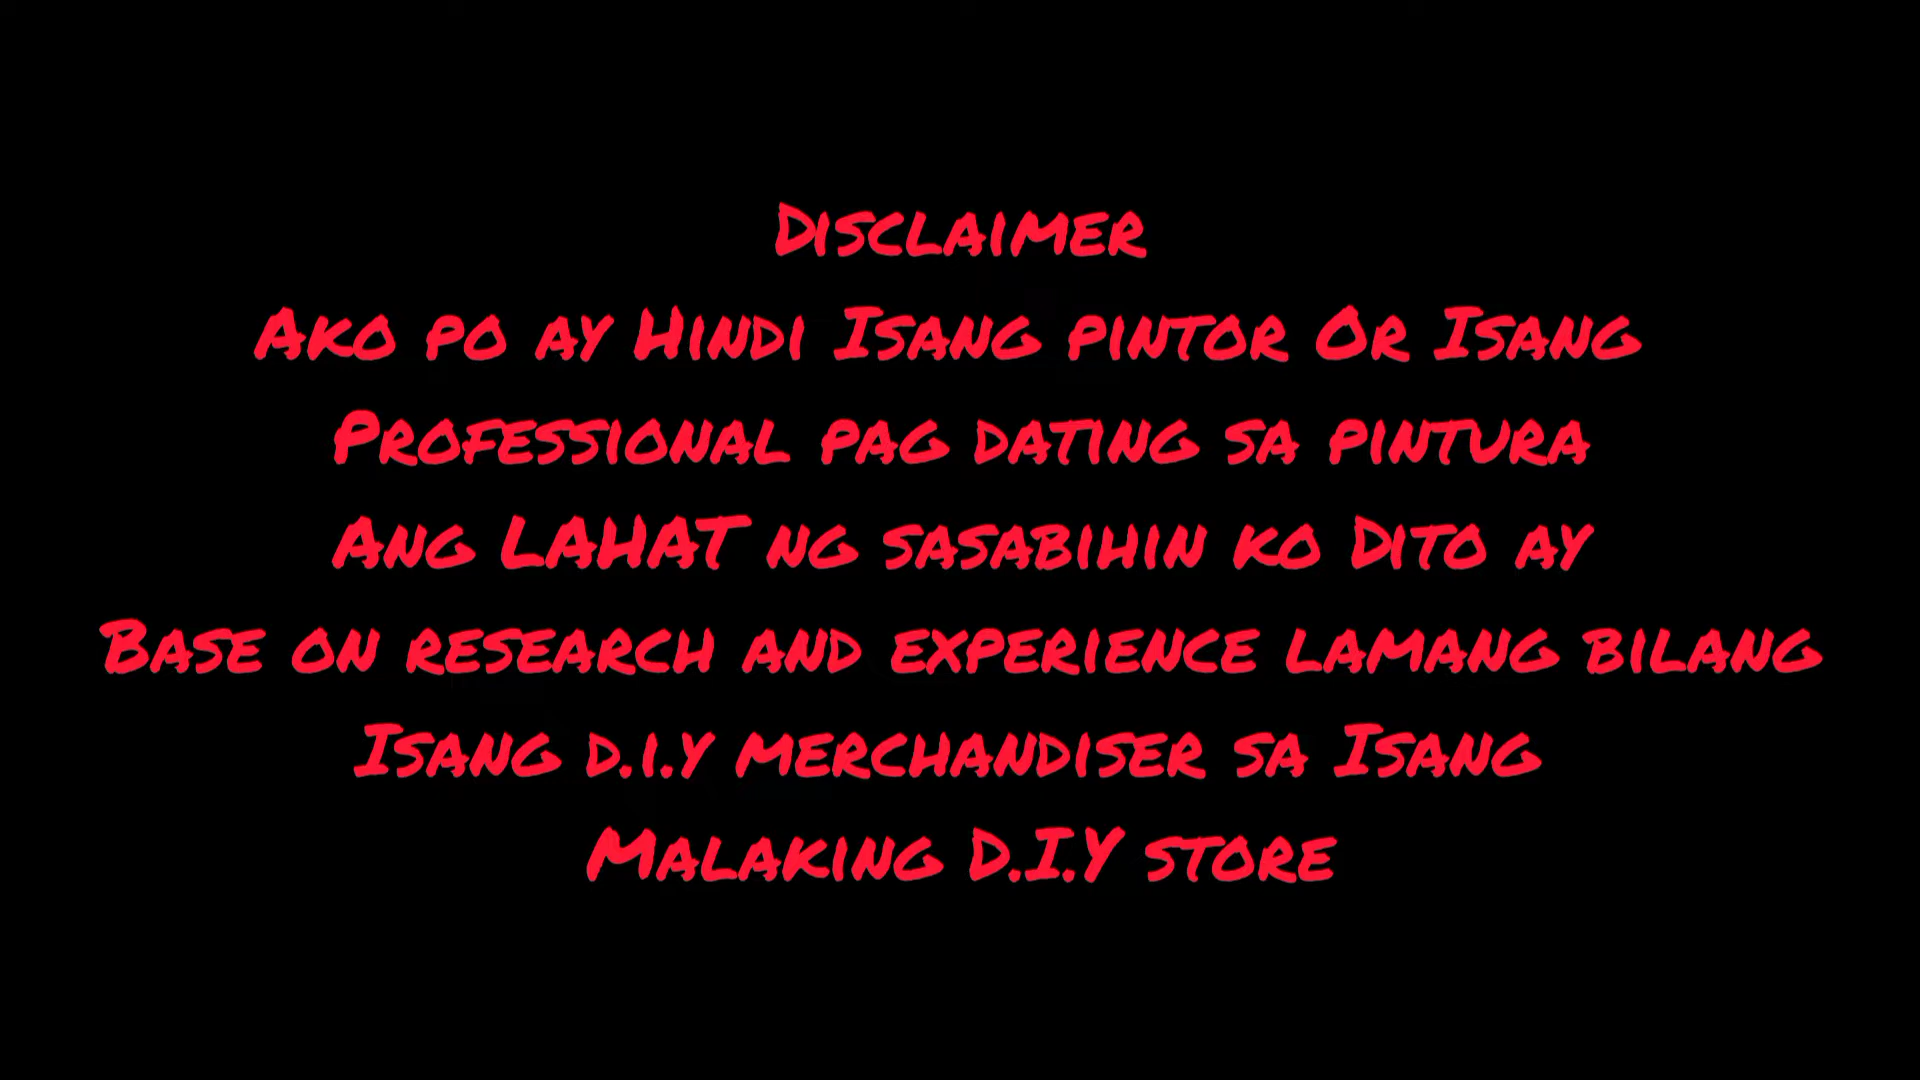 Disclaimer
Ako po ay Hindi Isang pintor Or Isang
Professional pag dating sa pintura
Ang LAHAT ng sasabihin ko Dito ay
Base on research and experience lamang bilang
Isang d.i.y merchandiser sa Isang
Malaking D.I.Y store